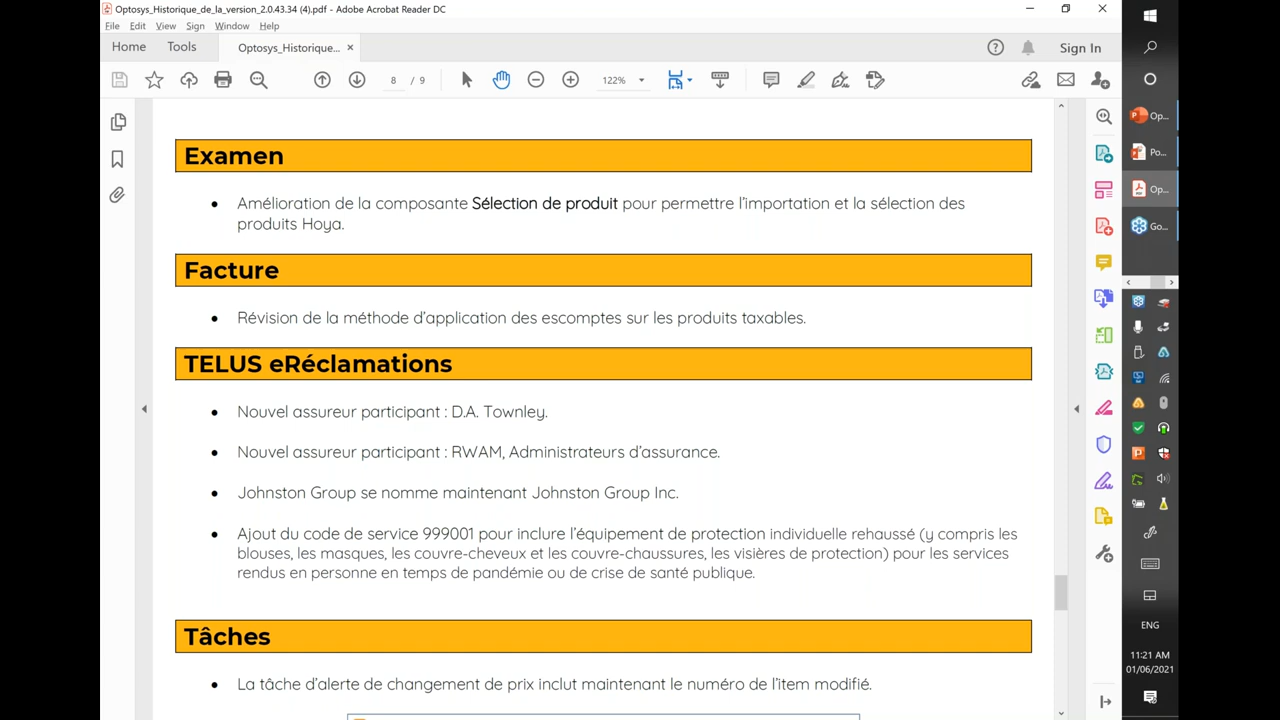 Optosys_Historique_de_la_version_2.0.43.34 (4).pdf - Adobe Acrobat Reader DC
File Edit View Sign Window Help
Home Tools Optosys_Historique... × Sign In
8 / 9 122%
Examen
• Amélioration de la composante Sélection de produit pour permettre l'importation et la sélection des
produits Hoya.
Facture
• Révision de la méthode d'application des escomptes sur les produits taxables.
TELUS eRéclamations
• Nouvel assureur participant : D.A. Townley.
• Nouvel assureur participant : RWAM, Administrateurs d'assurance.
• Johnston Group se nomme maintenant Johnston Group Inc.
• Ajout du code de service 999001 pour inclure l'équipement de protection individuelle rehaussé (y compris les
blouses, les masques, les couvre-cheveux et les couvre-chaussures, les visières de protection) pour les services
rendus en personne en temps de pandémie ou de crise de santé publique.
Tâches
• La tâche d'alerte de changement de prix inclut maintenant le numéro de l'item modifié.
Op...
Po...
Op...
Go...
ENG
11:21 AM
01/06/2021